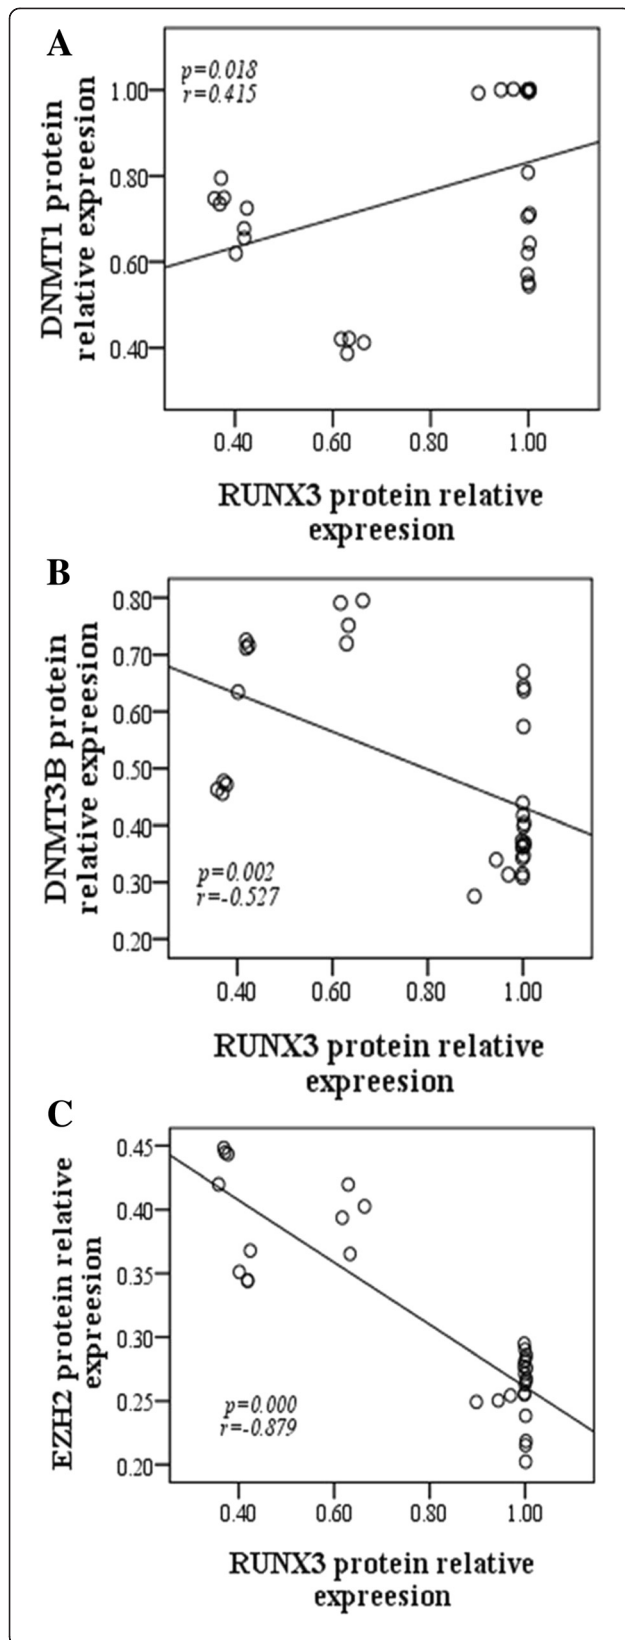 A
p=0.018
r=0.415
DNMT1 protein
relative expreesion
1.00
0.80
0.60
0.40
0.40 0.60 0.80 1.00
RUNX3 protein relative
expreesion
B
DNMT3B protein
relative expreesion
0.80
0.70
0.60
0.50
0.40
0.30
0.20
p=0.002
r=-0.527
0.40 0.60 0.80 1.00
RUNX3 protein relative
expreesion
C
EZH2 protein relative
expreesion
0.45
0.40
0.35
0.30
0.25
0.20
p=0.000
r=-0.879
0.40 0.60 0.80 1.00
RUNX3 protein relative
expreesion